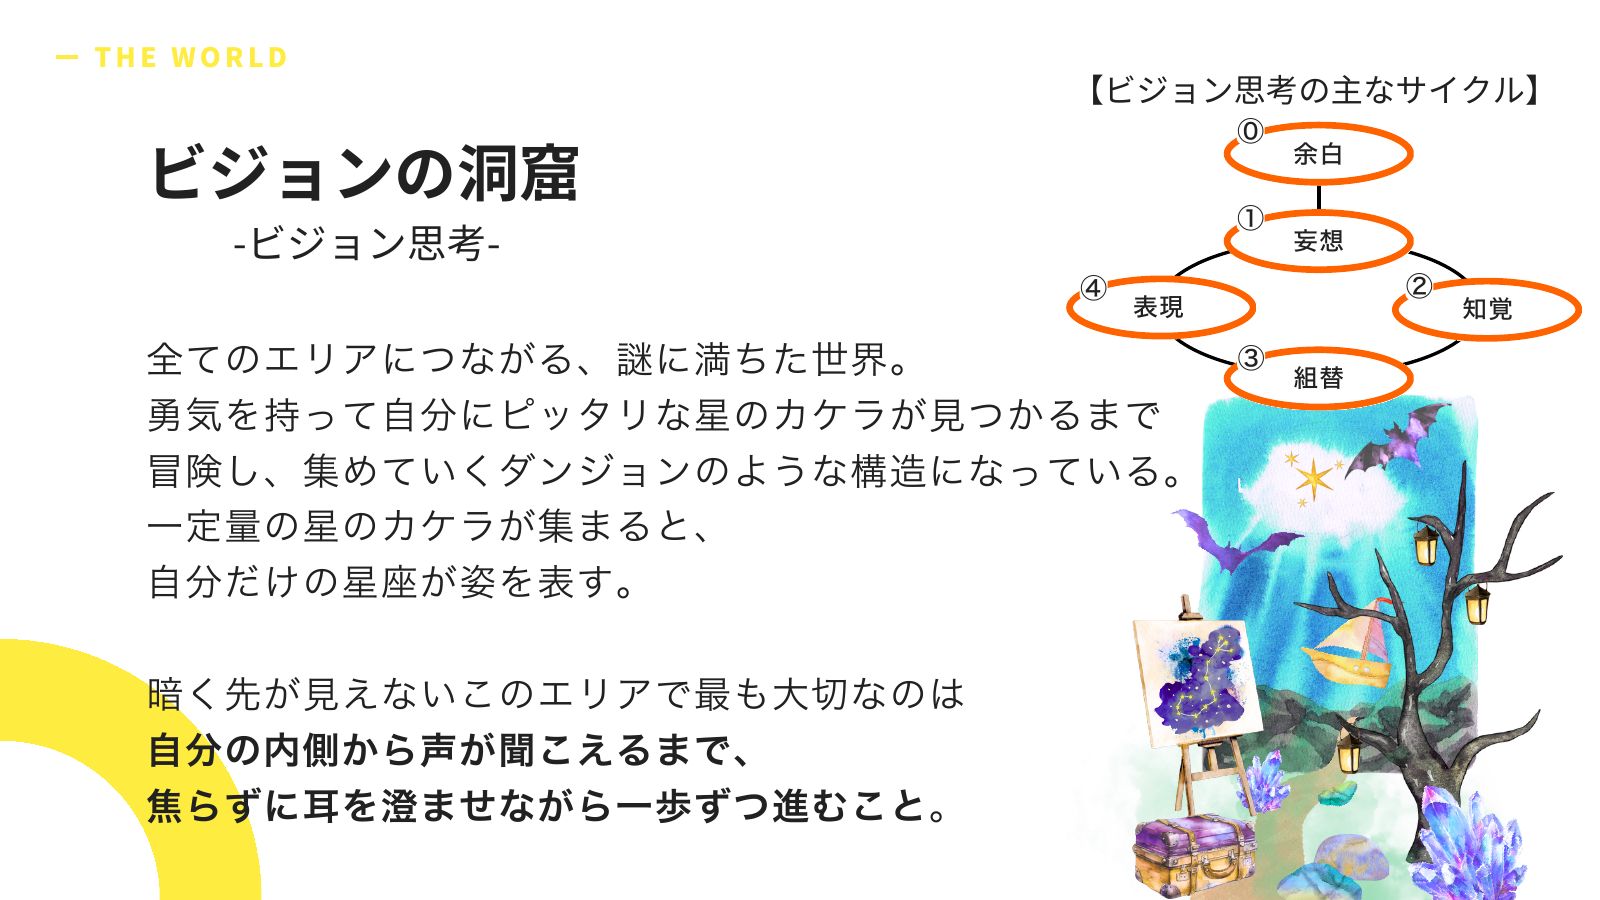 — THE WORLD
ビジョンの洞窟
-ビジョン思考-
全てのエリアにつながる、謎に満ちた世界。
勇気を持って自分にピッタリな星のカケラが見つかるまで
冒険し、集めていくダンジョンのような構造になっている。
一定量の星のカケラが集まると、
自分だけの星座が姿を表す。
暗く先が見えないこのエリアで最も大切なのは
自分の内側から声が聞こえるまで、
焦らずに耳を澄ませながら一歩ずつ進むこと。
【ビジョン思考の主なサイクル】
⓪ 余白
① 妄想
② 知覚
③ 組替
④ 表現